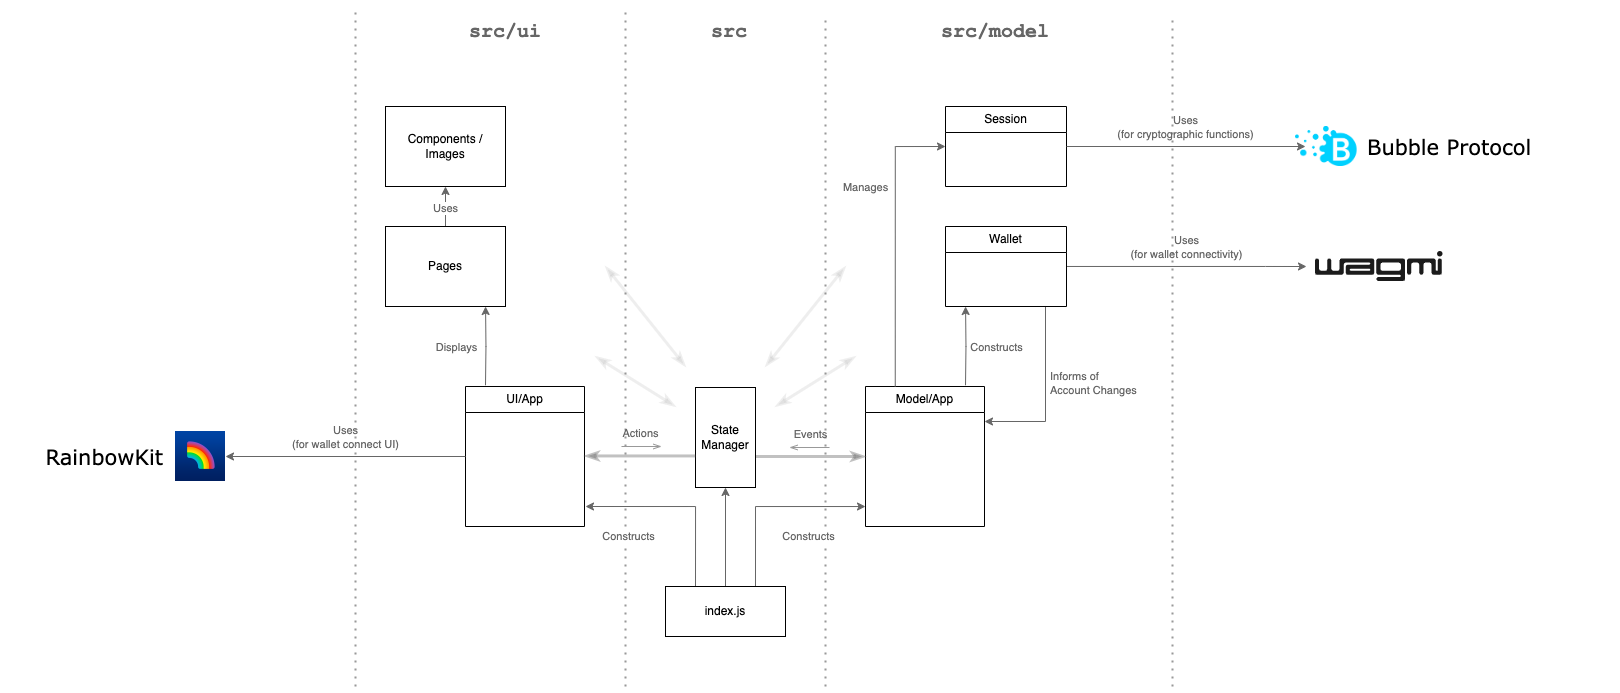 src/ui
src
src/model
Components /
Images
Uses
Pages
Displays
UI/App
Uses
(for wallet connect UI)
RainbowKit
Actions
State
Manager
Events
Constructs
Constructs
index.js
Session
Uses
(for cryptographic functions)
B
Bubble Protocol
Manages
Wallet
Uses
(for wallet connectivity)
wagmi
Constructs
Informs of
Account Changes
Model/App